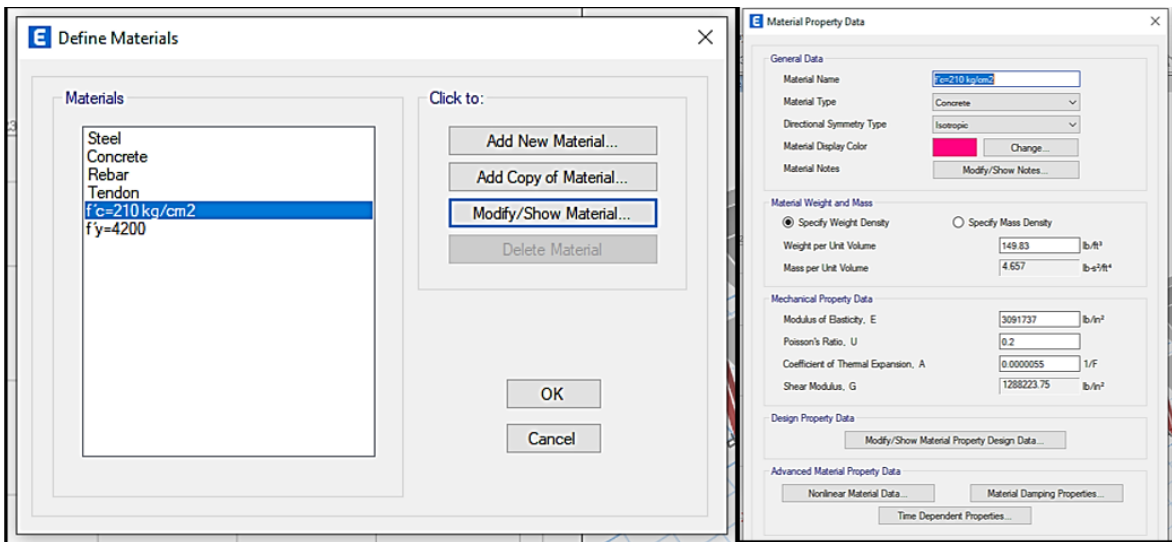 E Define Materials
Materials
Steel
Concrete
Rebar
Tendon
f´c=210 kg/cm2
f´y=4200
Click to:
Add New Material...
Add Copy of Material...
Modify/Show Material...
Delete Material
OK
Cancel
E Material Property Data
General Data
Material Name f´c=210 kg/cm2
Material Type Concrete
Directional Symmetry Type Isotropic
Material Display Color Change...
Material Notes Modify/Show Notes...
Material Weight and Mass
Specify Weight Density Specify Mass Density
Weight per Unit Volume 149.83 lb/ft³
Mass per Unit Volume 4.657 lb-s²/ft⁴
Mechanical Property Data
Modulus of Elasticity, E 3091737 lb/in²
Poisson's Ratio, U 0.2
Coefficient of Thermal Expansion, A 0.0000055 1/F
Shear Modulus, G 1288223.75 lb/in²
Design Property Data
Modify/Show Material Property Design Data...
Advanced Material Property Data
Nonlinear Material Data... Material Damping Properties...
Time Dependent Properties...